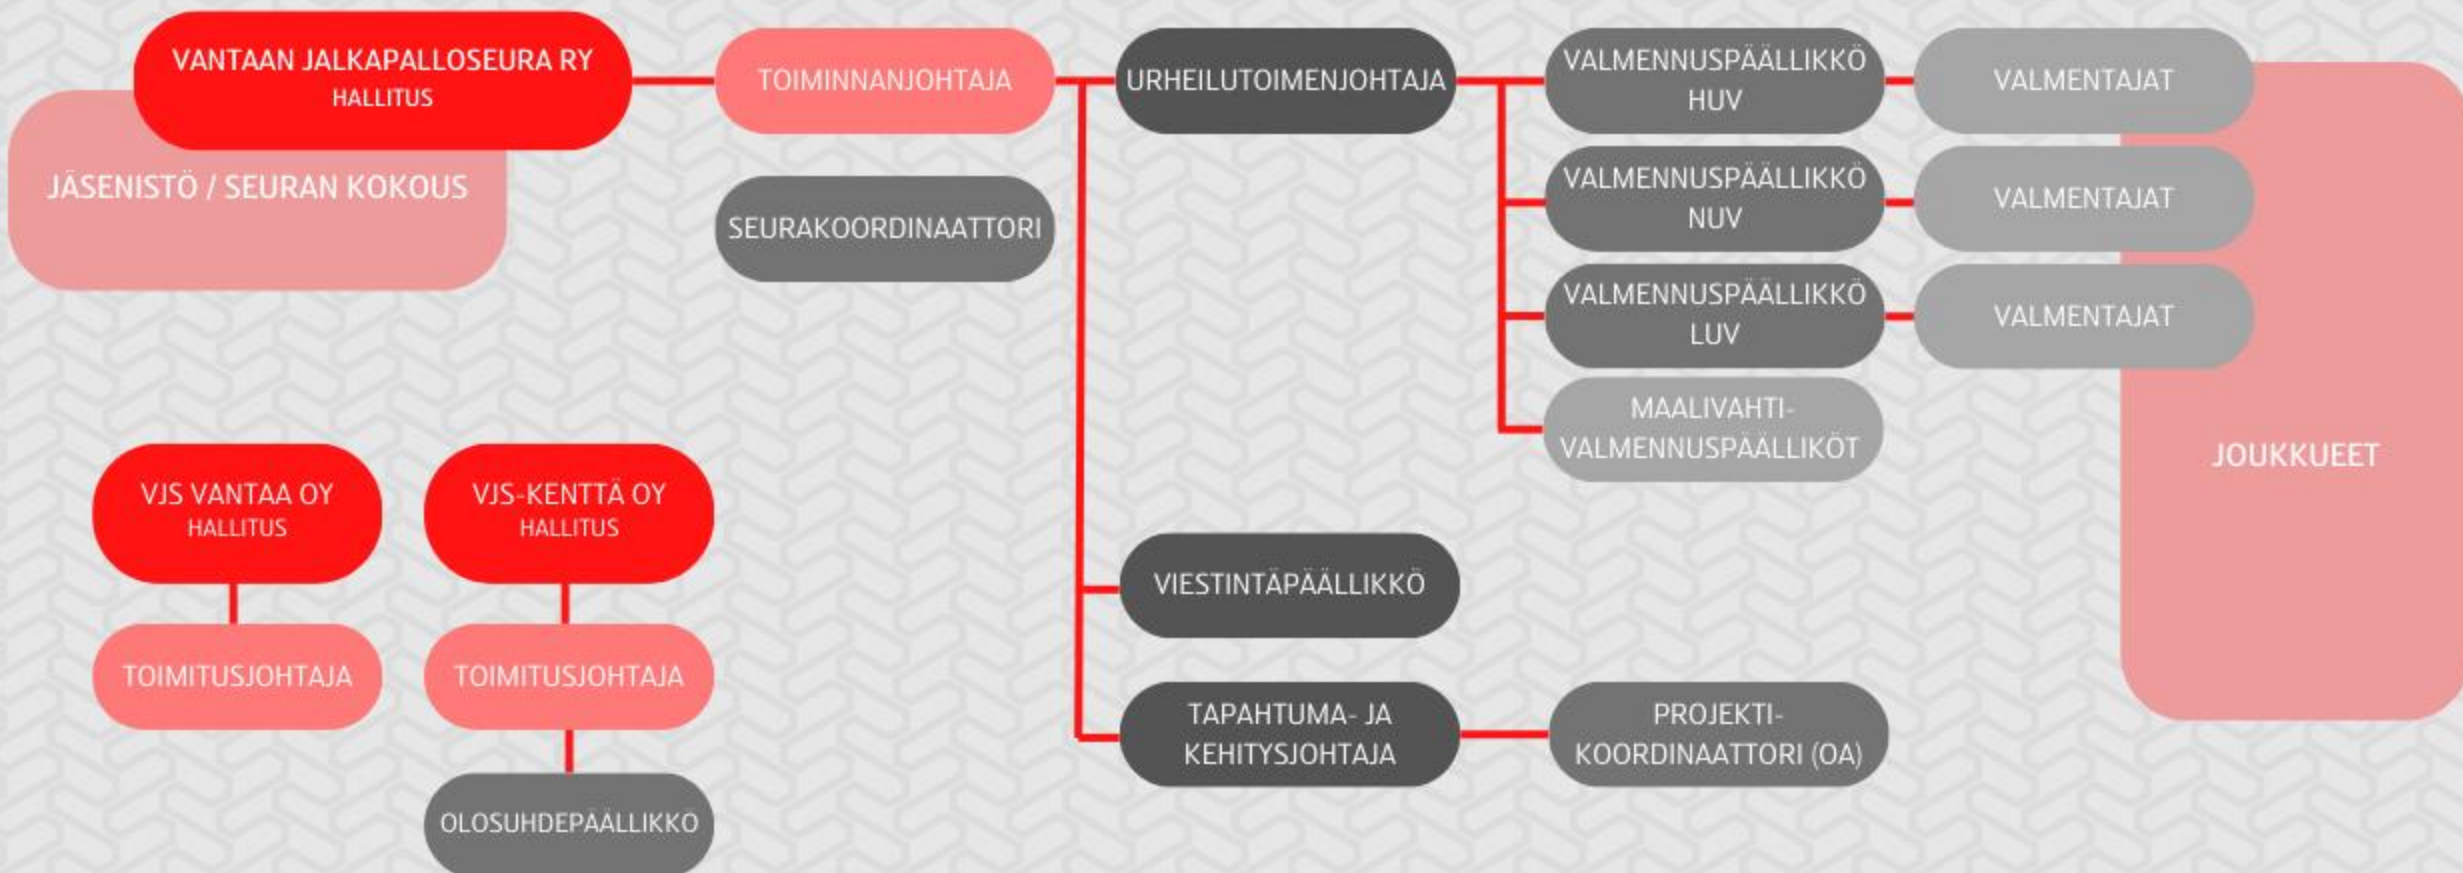 VANTAAN JALKAPALLOSEURA RY
HALLITUS
JÄSENISTÖ / SEURAN KOKOUS
TOIMINNANJOHTAJA
SEURAKOORDINAATTORI
URHEILUTOIMENJOHTAJA
VALMENNUSPÄÄLLIKKÖ
HUV
VALMENTAJAT
VALMENNUSPÄÄLLIKKÖ
NUV
VALMENTAJAT
VALMENNUSPÄÄLLIKKÖ
LUV
VALMENTAJAT
MAALIVAHTI-
VALMENNUSPÄÄLLIKÖT
JOUKKUEET
VJS VANTAA OY
HALLITUS
TOIMITUSJOHTAJA
VJS-KENTTÄ OY
HALLITUS
TOIMITUSJOHTAJA
OLOSUHDEPÄÄLLIKKÖ
VIESTINTÄPÄÄLLIKKÖ
TAPAHTUMA- JA
KEHITYSJOHTAJA
PROJEKTI-
KOORDINAATTORI (OA)